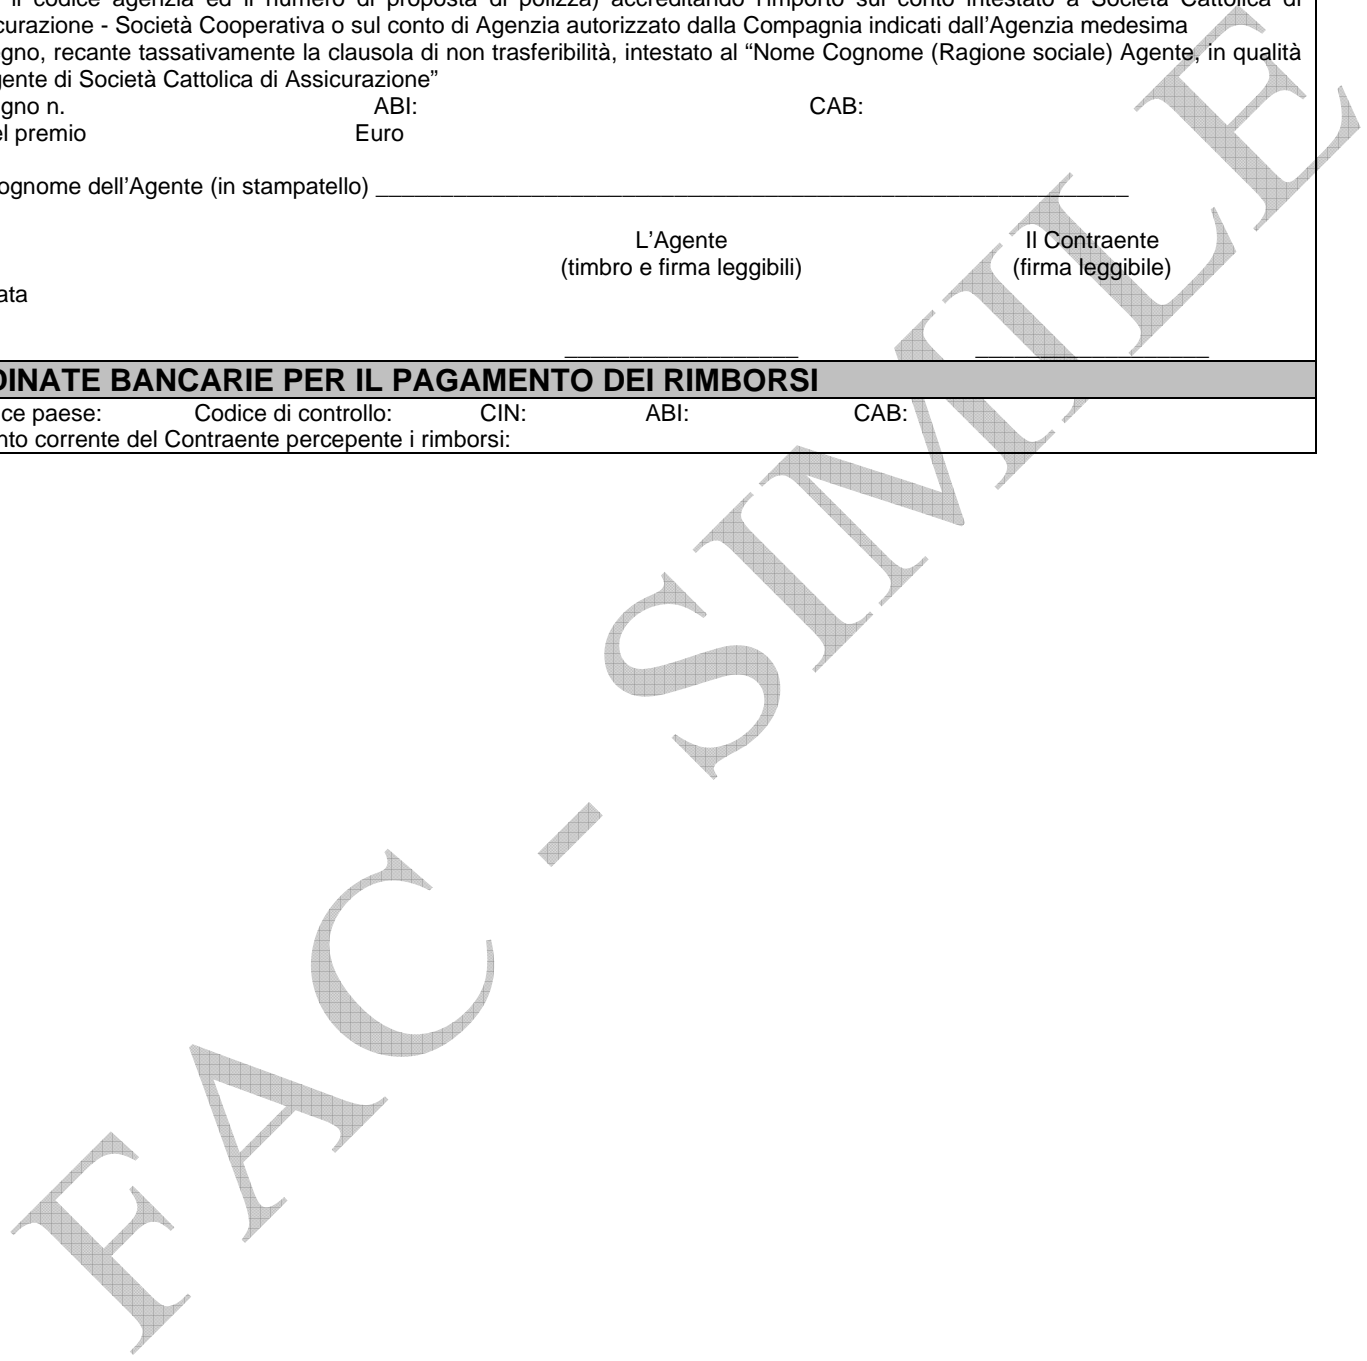 il codice agenzia ed il numero di proposta di polizza) accreditando l'importo sul conto intestato a Società Cattolica di
curazione - Società Cooperativa o sul conto di Agenzia autorizzato dalla Compagnia indicati dall'Agenzia medesima
egno, recante tassativamente la clausola di non trasferibilità, intestato al “Nome Cognome (Ragione sociale) Agente, in qualità
gente di Società Cattolica di Assicurazione”
gno n. ABI: CAB:
el premio Euro
ognome dell’Agente (in stampatello) ______________________________________________________________
L’Agente Il Contraente
(timbro e firma leggibili) (firma leggibile)
ata
___________________ ___________________
DINATE BANCARIE PER IL PAGAMENTO DEI RIMBORSI
ice paese: Codice di controllo: CIN: ABI: CAB:
nto corrente del Contraente percepente i rimborsi:
FAC - SIMILE